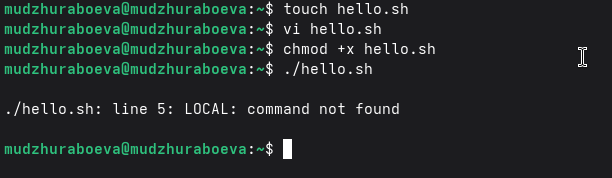 mudzhuraboeva@mudzhuraboeva:~$ touch hello.sh
mudzhuraboeva@mudzhuraboeva:~$ vi hello.sh
mudzhuraboeva@mudzhuraboeva:~$ chmod +x hello.sh
mudzhuraboeva@mudzhuraboeva:~$ ./hello.sh
./hello.sh: line 5: LOCAL: command not found
mudzhuraboeva@mudzhuraboeva:~$